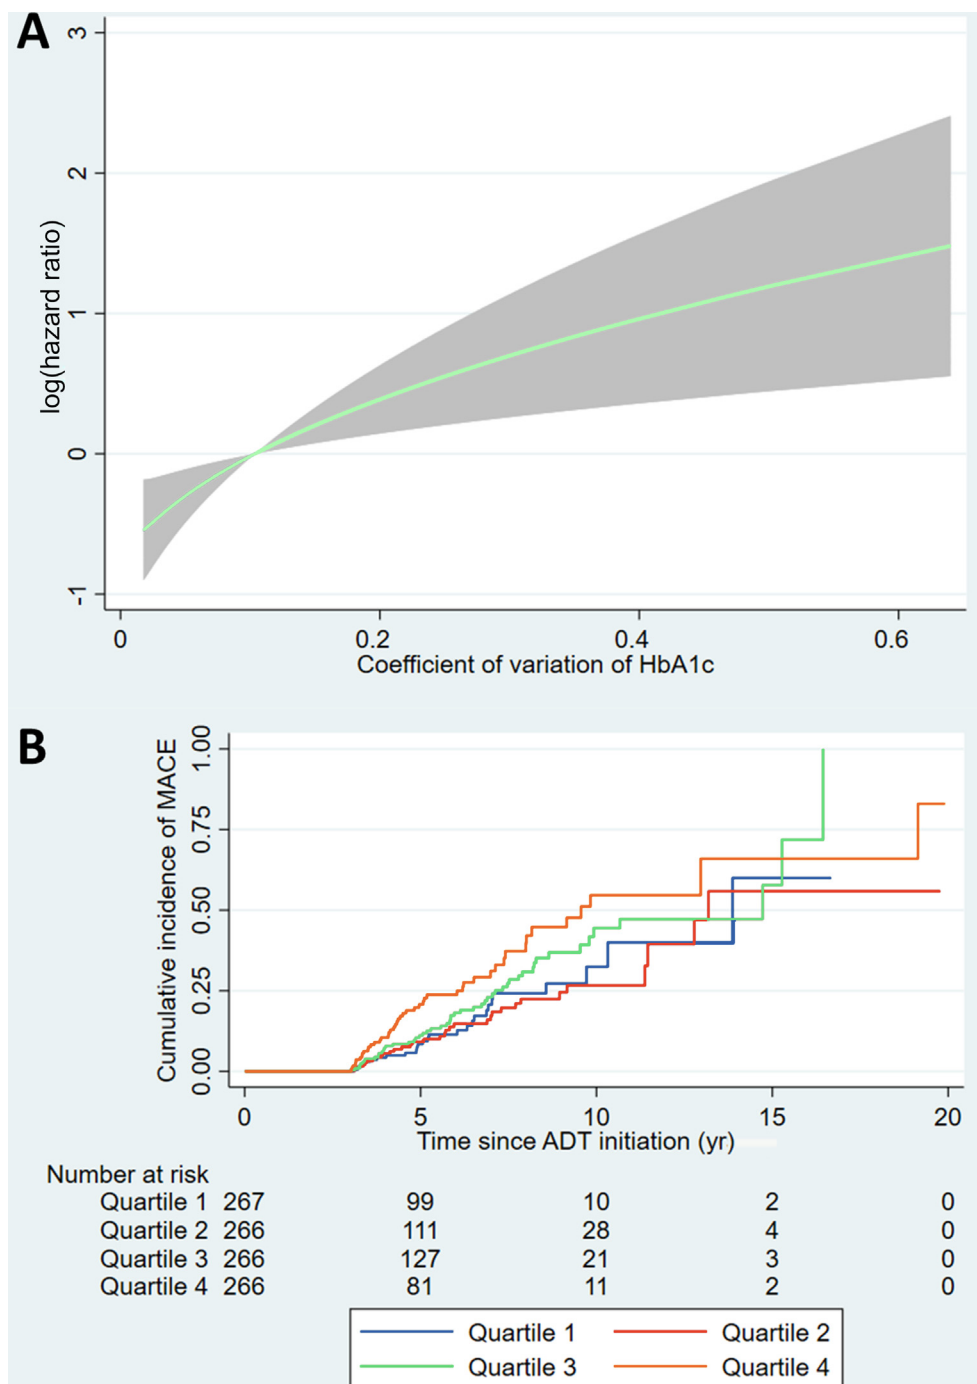 A
3
2
1
0
-1
log(hazard ratio)
0 0.2 0.4 0.6
Coefficient of variation of HbA1c
B
1.00
0.75
0.50
0.25
0.00
Cumulative incidence of MACE
0 5 10 15 20
Time since ADT initiation (yr)
Number at risk
Quartile 1 267 99 10 2 0
Quartile 2 266 111 28 4 0
Quartile 3 266 127 21 3 0
Quartile 4 266 81 11 2 0
Quartile 1 Quartile 2
Quartile 3 Quartile 4